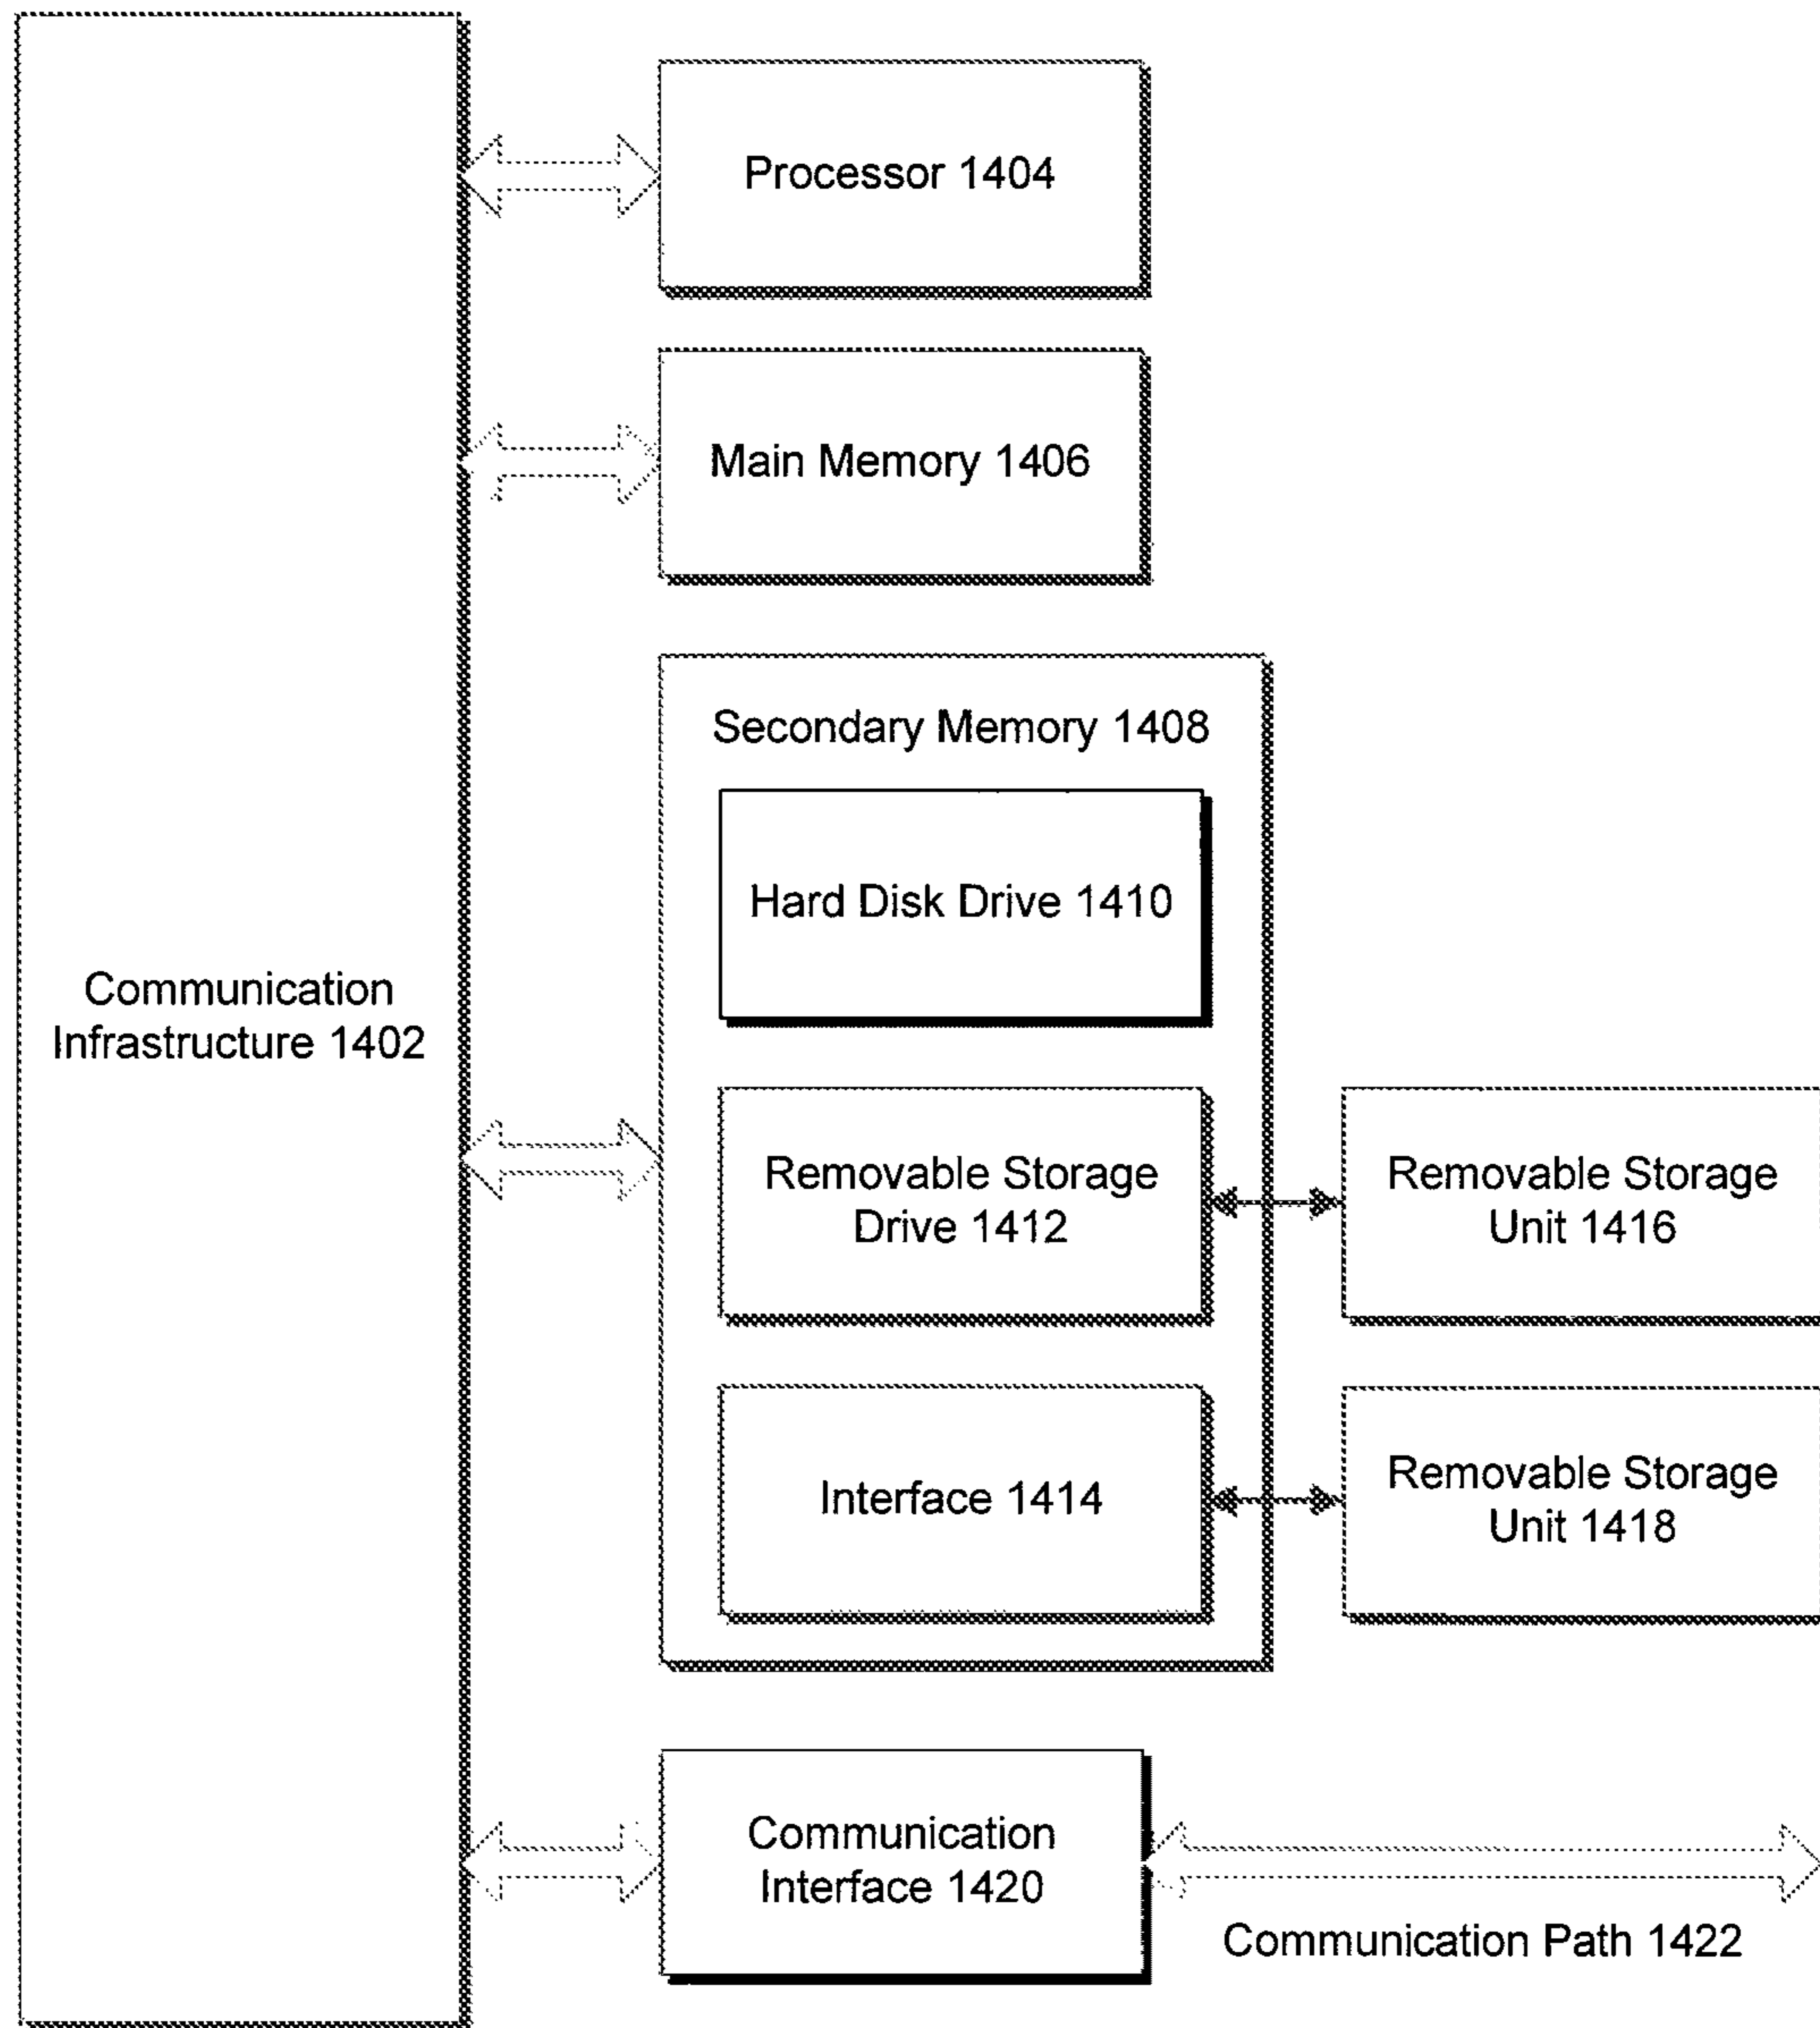 Processor 1404
Main Memory 1406
Secondary Memory 1408
Hard Disk Drive 1410
Communication
Infrastructure 1402
Removable Storage
Drive 1412
Removable Storage
Unit 1416
Interface 1414
Removable Storage
Unit 1418
Communication
Interface 1420
Communication Path 1422